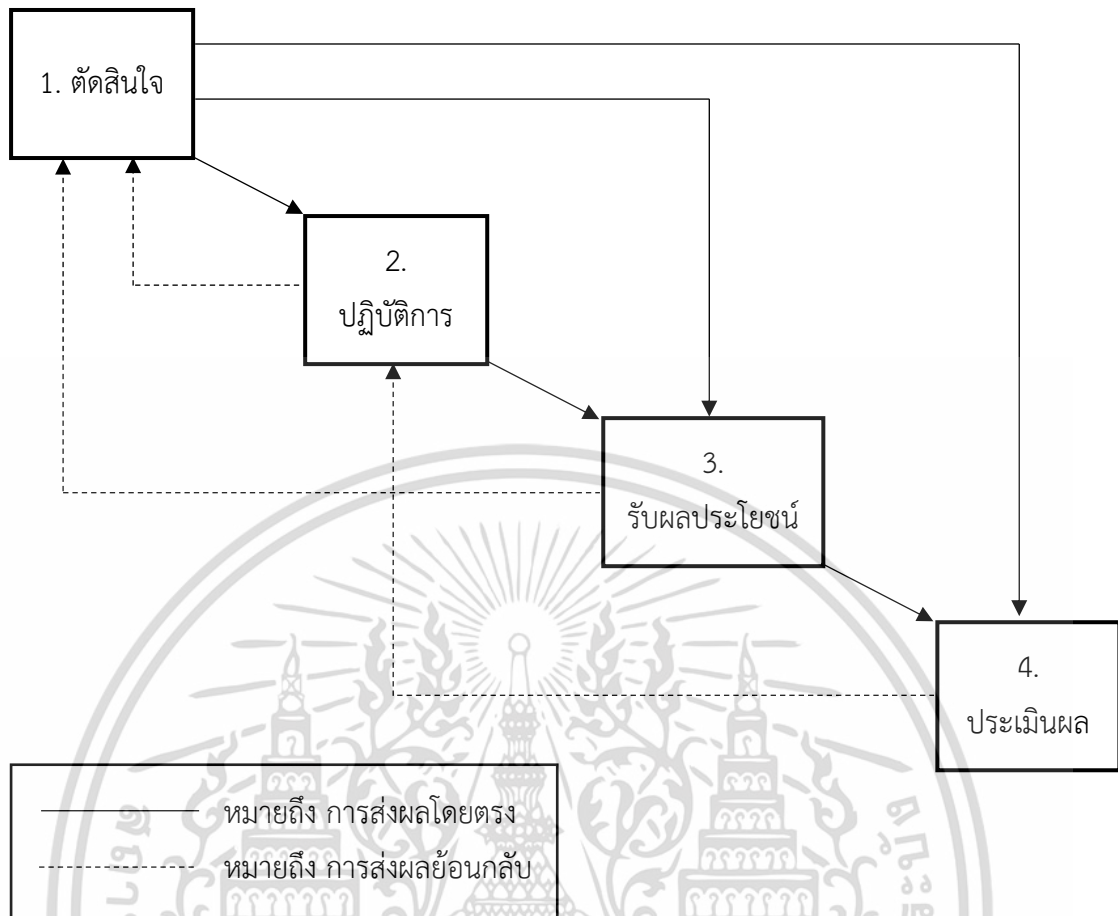 1. ตัดสินใจ
2.
ปฏิบัติการ
3.
รับผลประโยชน์
4.
ประเมินผล
หมายถึง การส่งผลโดยตรง
หมายถึง การส่งผลย้อนกลับ